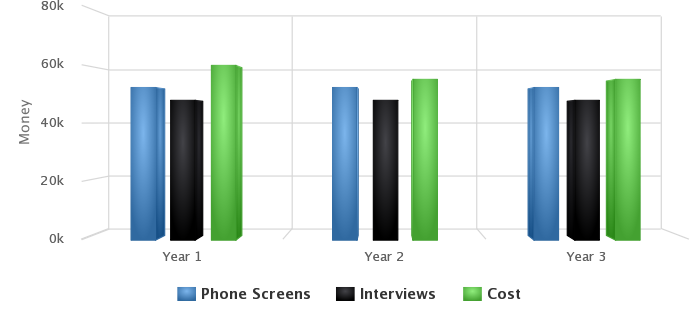 80k
60k
40k
20k
0k
Money
Year 1 Year 2 Year 3
Phone Screens Interviews Cost